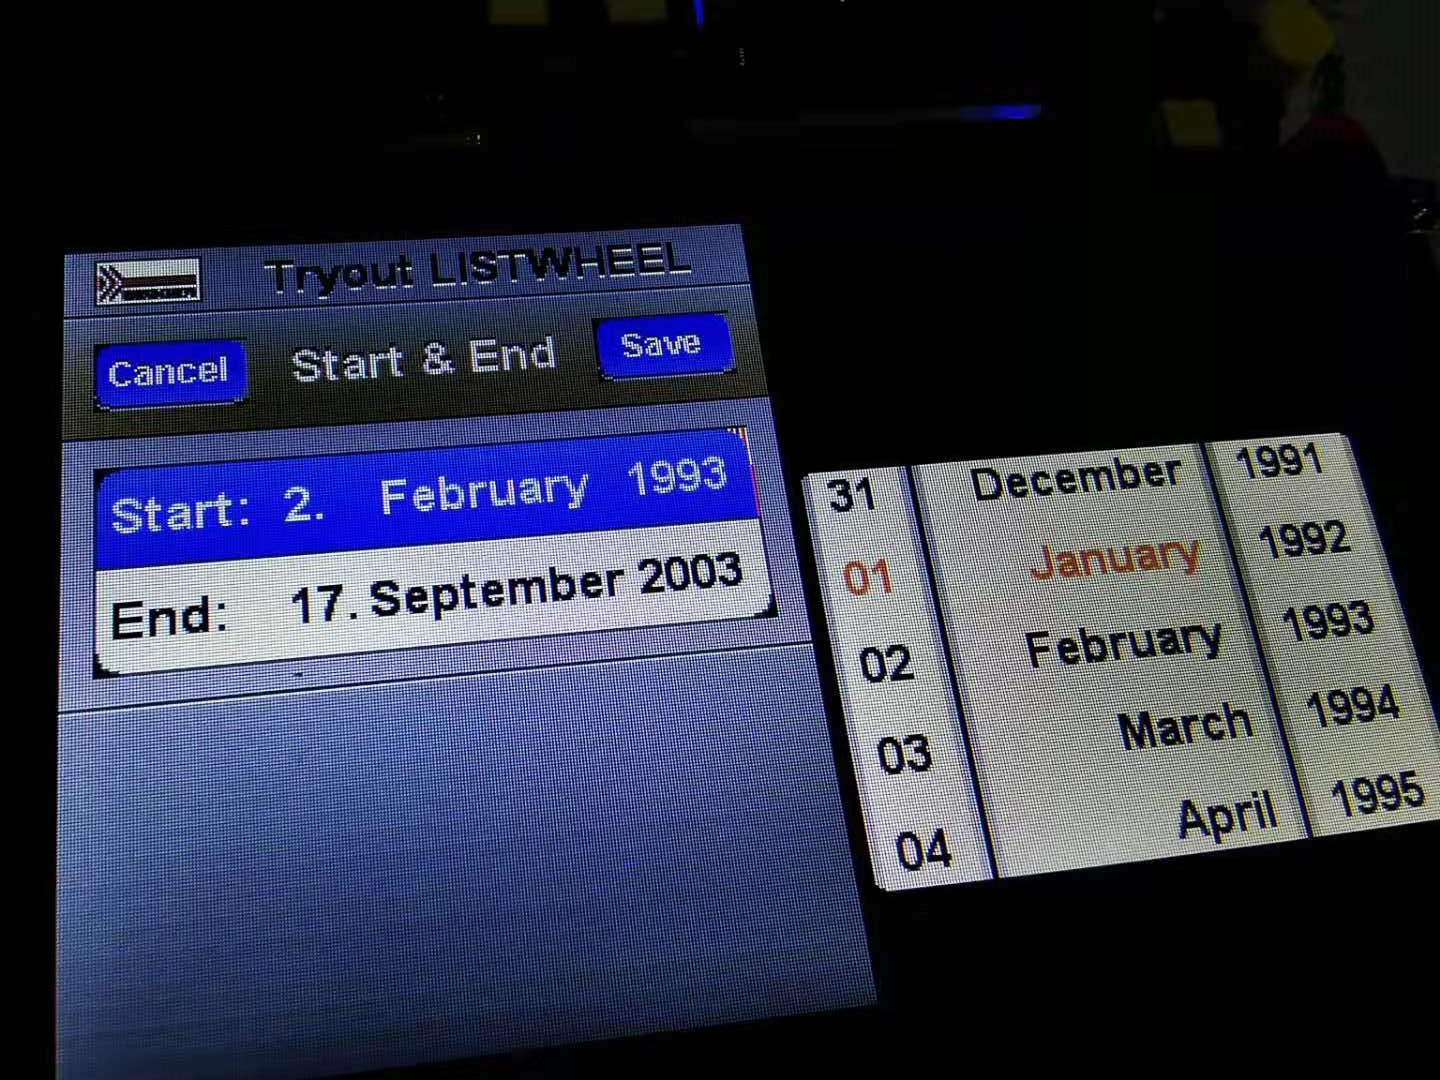 Tryout LISTWHEEL
Cancel Start & End Save
Start: 2. February 1993
End: 17. September 2003
31 December 1991
01 January 1992
02 February 1993
03 March 1994
04 April 1995